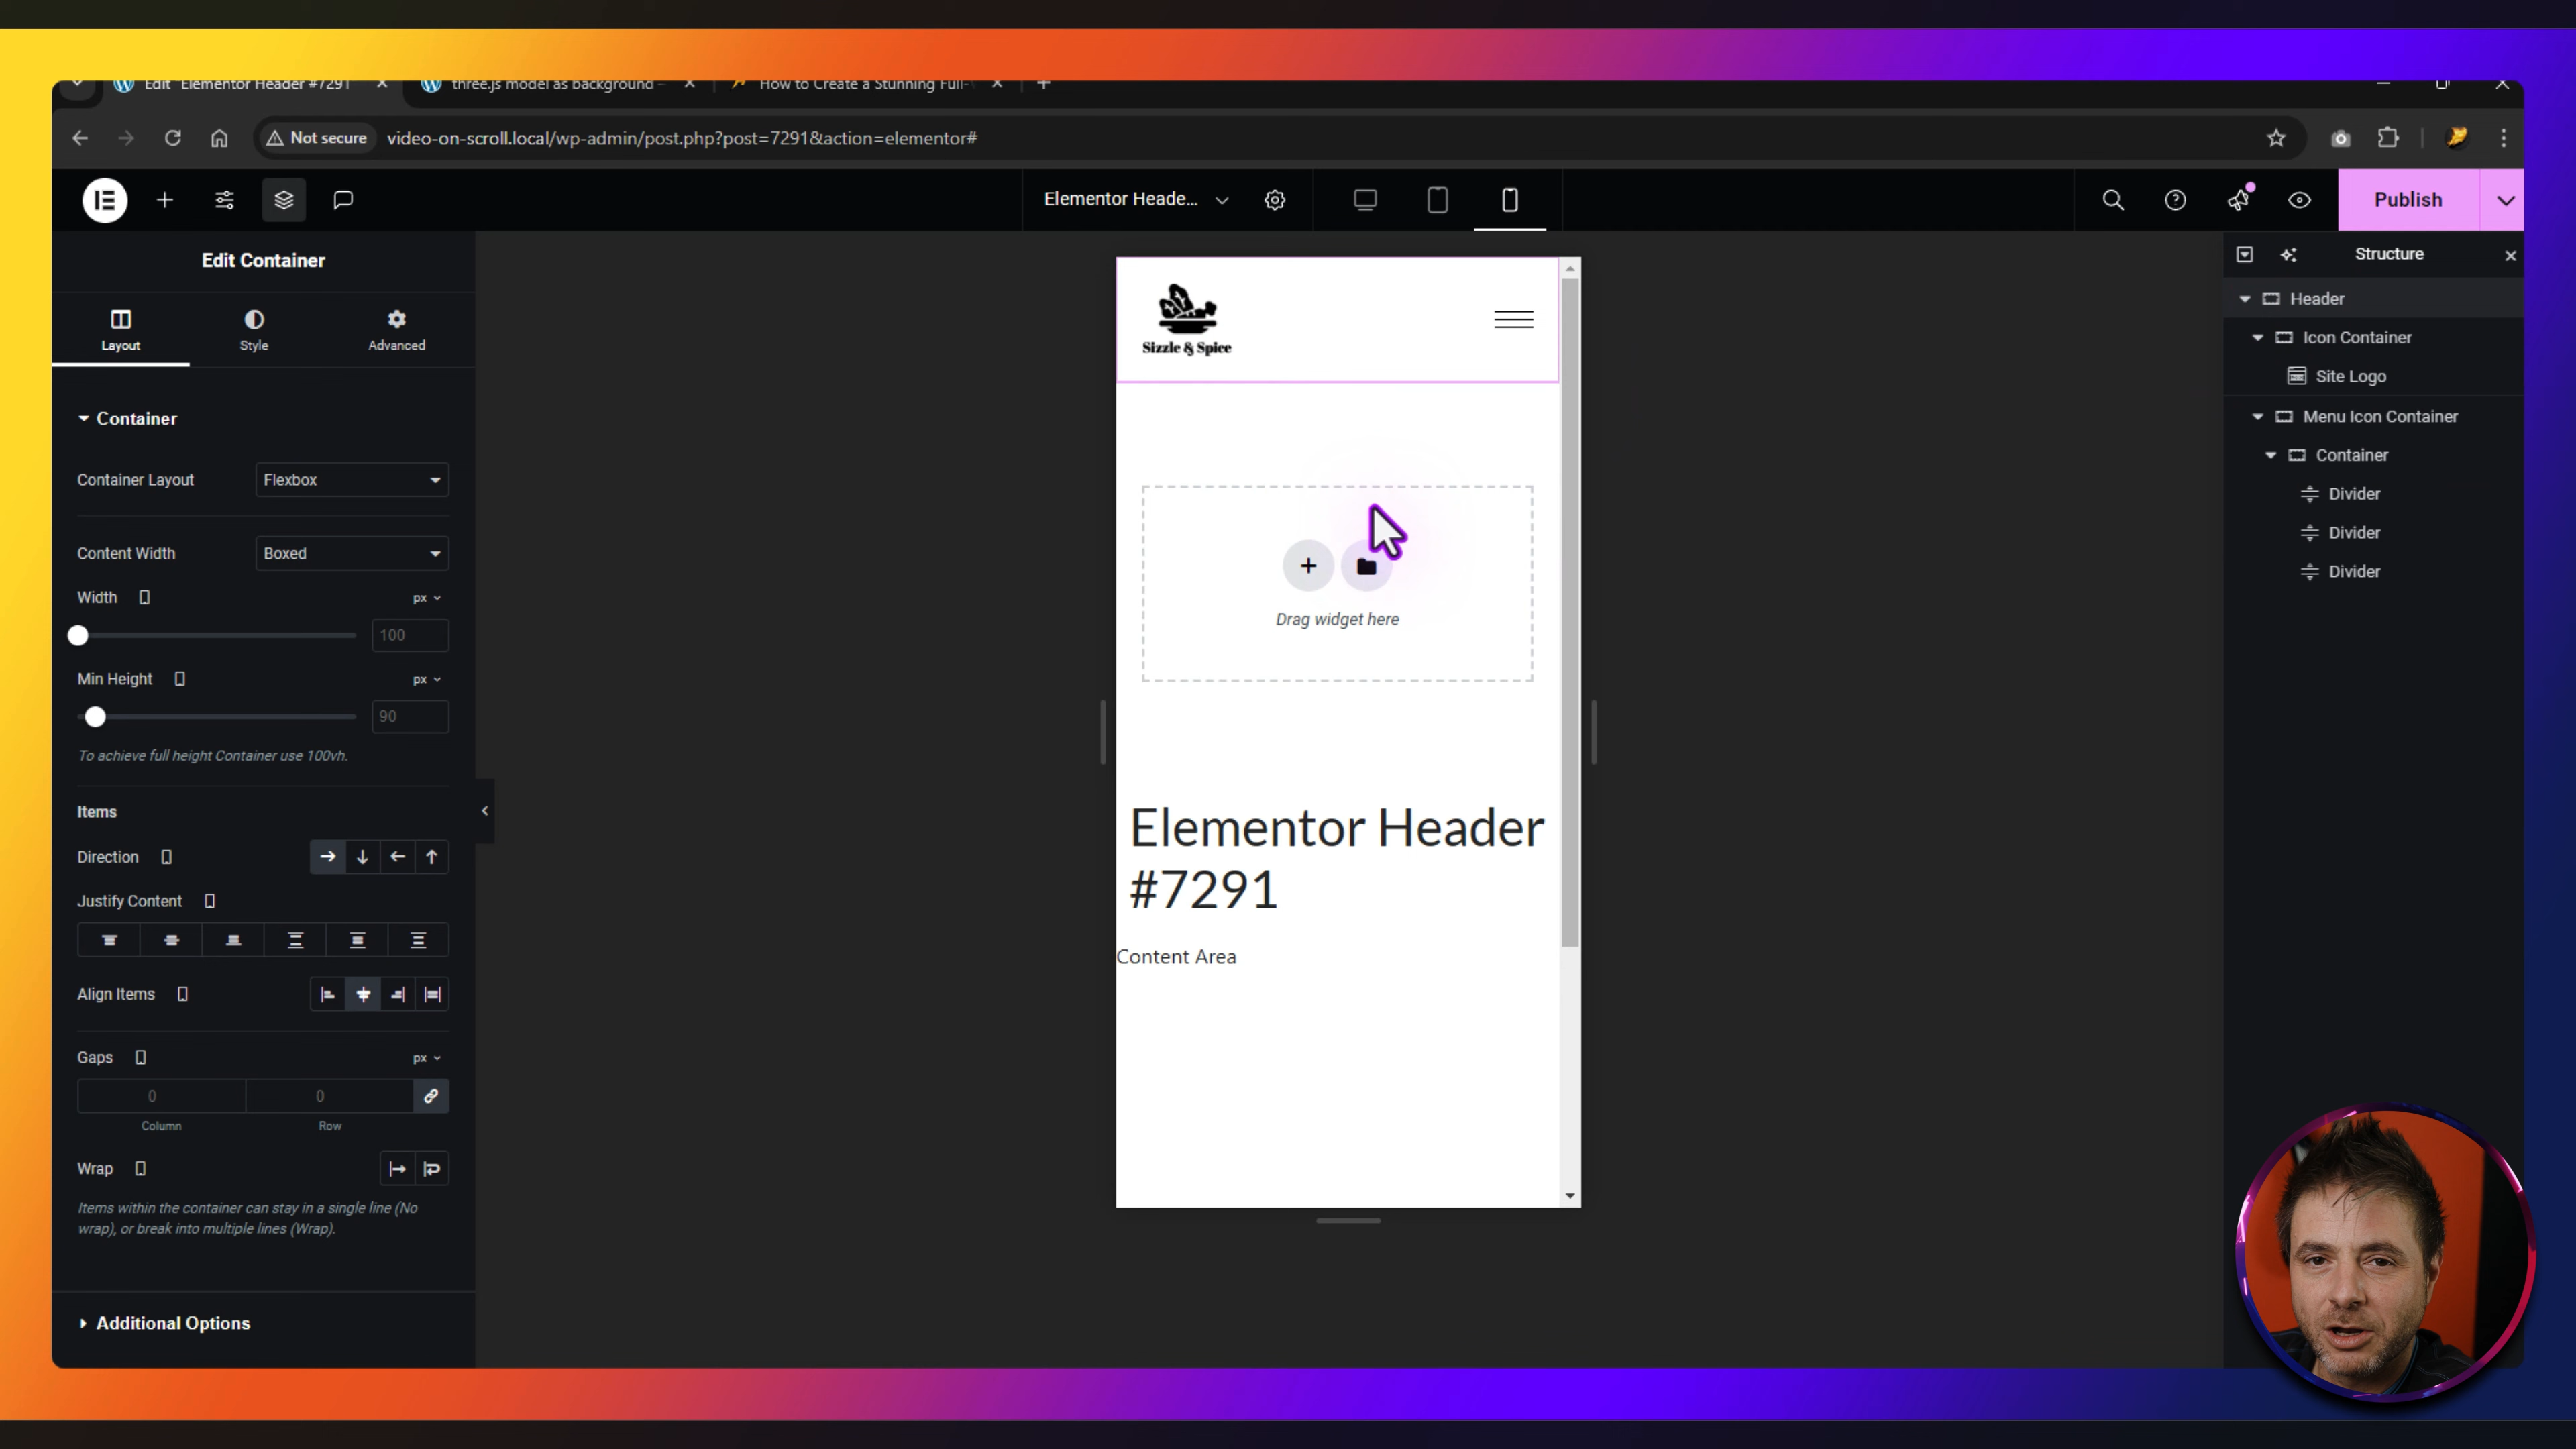 Edit "Elementor Header #7291
three.js model as background –
How to Create a Stunning Full-
Not secure
video-on-scroll.local/wp-admin/post.php?post=7291&action=elementor#
Elementor Heade...
Publish
Edit Container
Layout
Style
Advanced
Container
Container Layout
Flexbox
Content Width
Boxed
Width
px
100
Min Height
px
90
To achieve full height Container use 100vh.
Items
Direction
Justify Content
Align Items
Gaps
px
0
0
Column
Row
Wrap
Items within the container can stay in a single line (No
wrap), or break into multiple lines (Wrap).
Additional Options
Sizzle & Spice
Drag widget here
Elementor Header
#7291
Content Area
Structure
Header
Icon Container
Site Logo
Menu Icon Container
Container
Divider
Divider
Divider